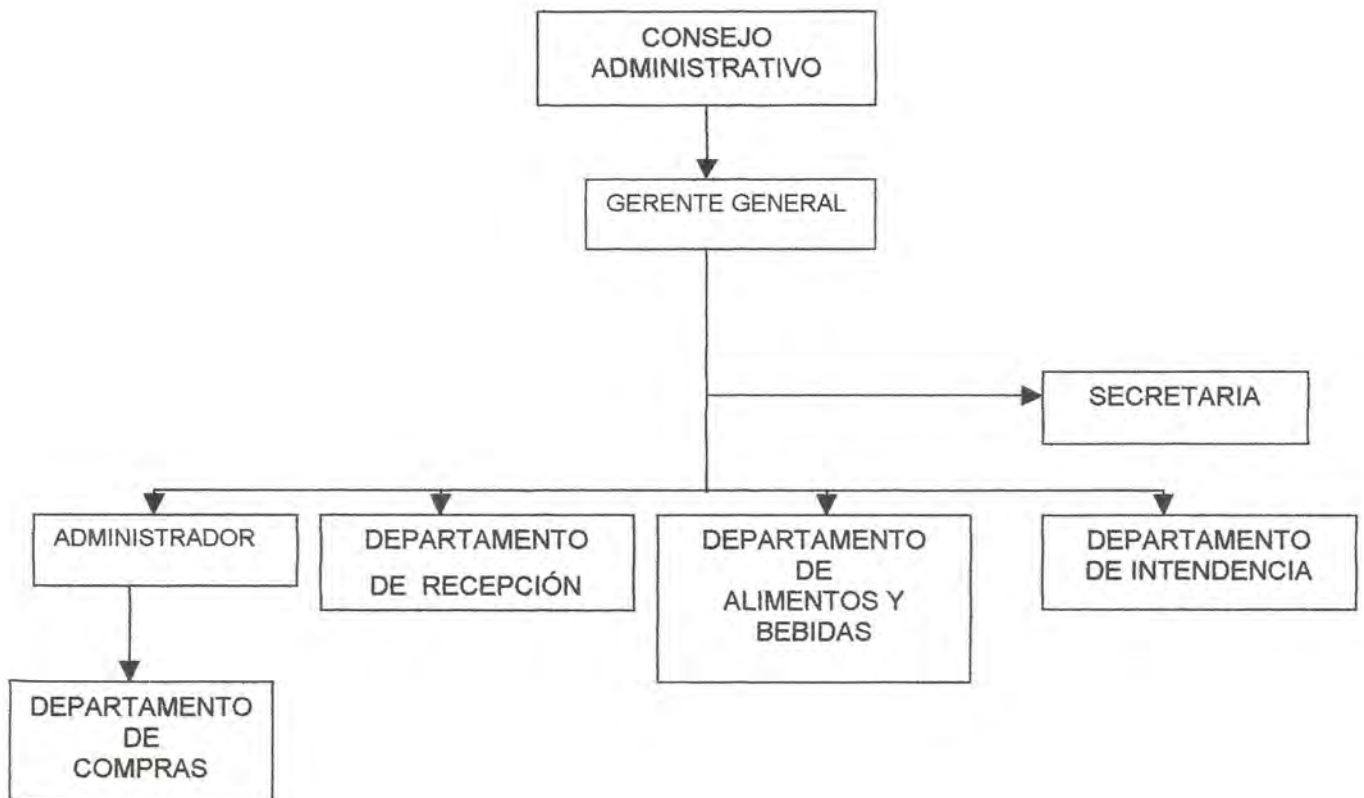 CONSEJO
ADMINISTRATIVO
GERENTE GENERAL
SECRETARIA
ADMINISTRADOR
DEPARTAMENTO
DE RECEPCIÓN
DEPARTAMENTO
DE
ALIMENTOS Y
BEBIDAS
DEPARTAMENTO
DE INTENDENCIA
DEPARTAMENTO
DE
COMPRAS